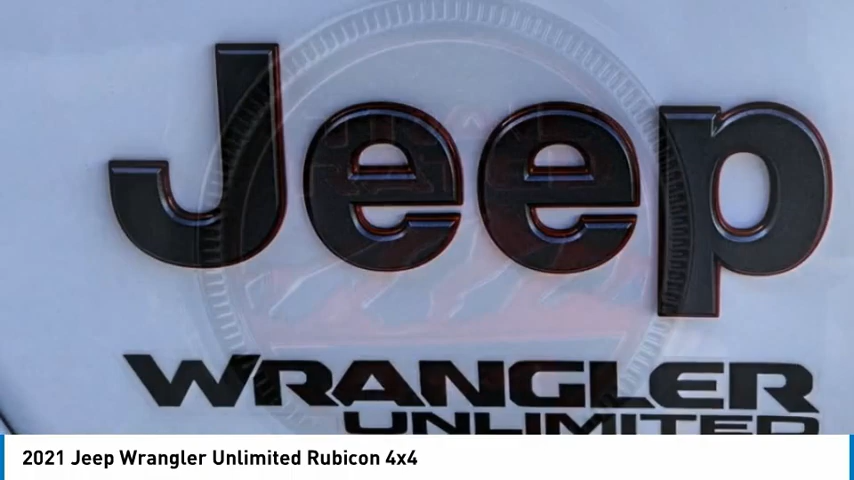 Jeep
WRANGLER
UNLIMITED
2021 Jeep Wrangler Unlimited Rubicon 4x4